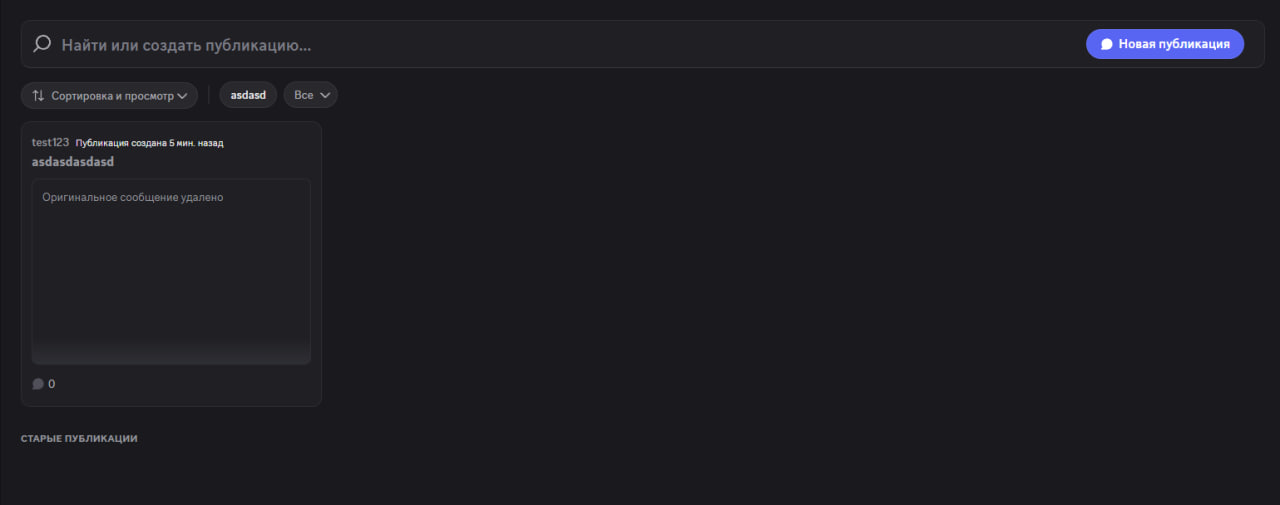 Найти или создать публикацию...
Новая публикация
Сортировка и просмотр
asdasd
Все
test123 Публикация создана 5 мин. назад
asdasdasdasd
Оригинальное сообщение удалено
0
СТАРЫЕ ПУБЛИКАЦИИ